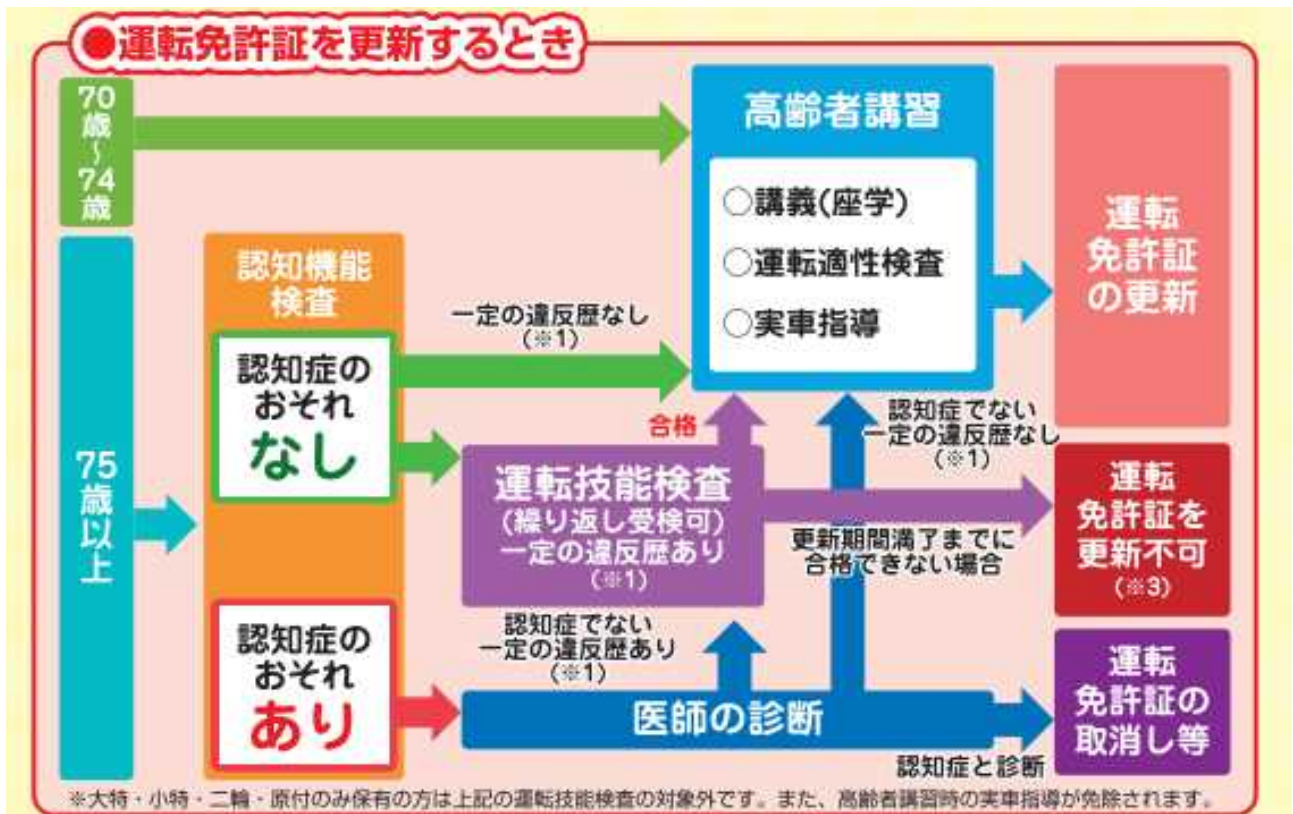 ●運転免許証を更新するとき
70
歳
～
74
歳
高齢者講習
○講義(座学)
○運転適性検査
○実車指導
運転
免許証
の更新
75
歳
以
上
認知機能
検査
認知症の
おそれ
なし
一定の違反歴なし
(※1)
合格
運転技能検査
(繰り返し受検可)
一定の違反歴あり
(※1)
認知症でない
一定の違反歴なし
(※1)
更新期間満了までに
合格できない場合
運転
免許証を
更新不可
(※3)
認知症の
おそれ
あり
認知症でない
一定の違反歴あり
(※1)
医師の診断
認知症と診断
運転
免許証の
取消し等
※大特・小特・二輪・原付のみ保有の方は上記の運転技能検査の対象外です。また、高齢者講習時の実車指導が免除されます。